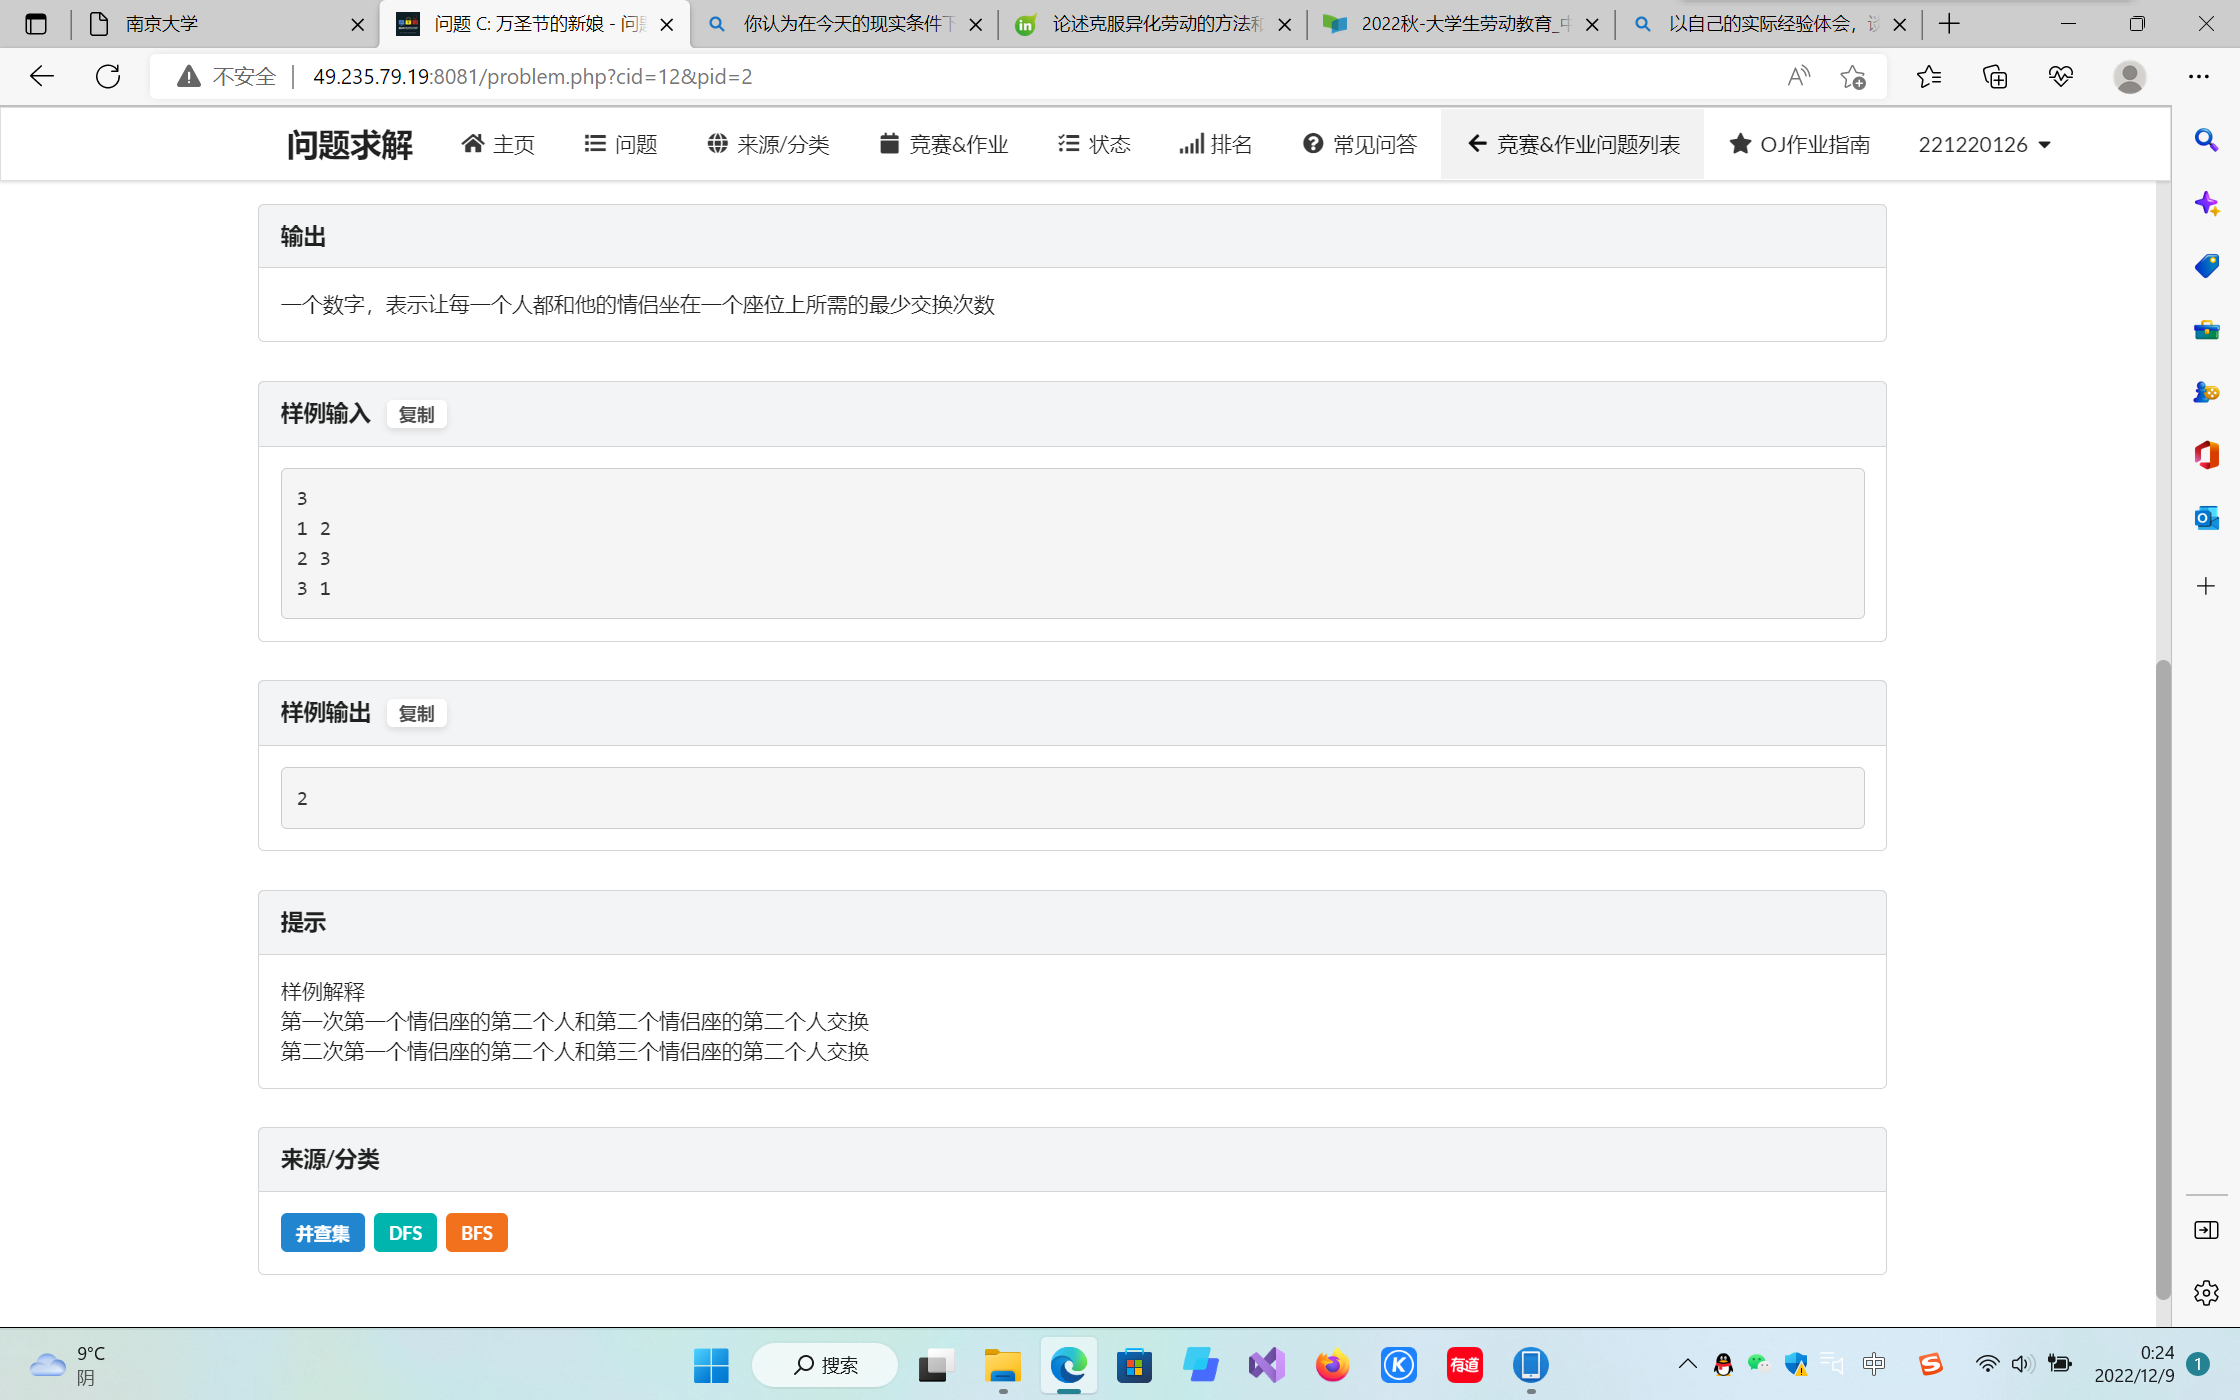 南京大学
问题 C: 万圣节的新娘 - 问
你认为在今天的现实条件下
论述克服异化劳动的方法和
2022秋-大学生劳动教育_中
以自己的实际经验体会，谈
不安全
49.235.79.19:8081/problem.php?cid=12&pid=2
问题求解
主页
问题
来源/分类
竞赛&作业
状态
排名
常见问答
竞赛&作业问题列表
OJ作业指南
221220126
输出
一个数字，表示让每一个人都和他的情侣坐在一个座位上所需的最少交换次数
样例输入 复制
3
1 2
2 3
3 1
样例输出 复制
2
提示
样例解释
第一次第一个情侣座的第二个人和第二个情侣座的第二个人交换
第二次第一个情侣座的第二个人和第三个情侣座的第二个人交换
来源/分类
并查集 DFS BFS
9°C
阴
搜索
有道
中
0:24
2022/12/9
1